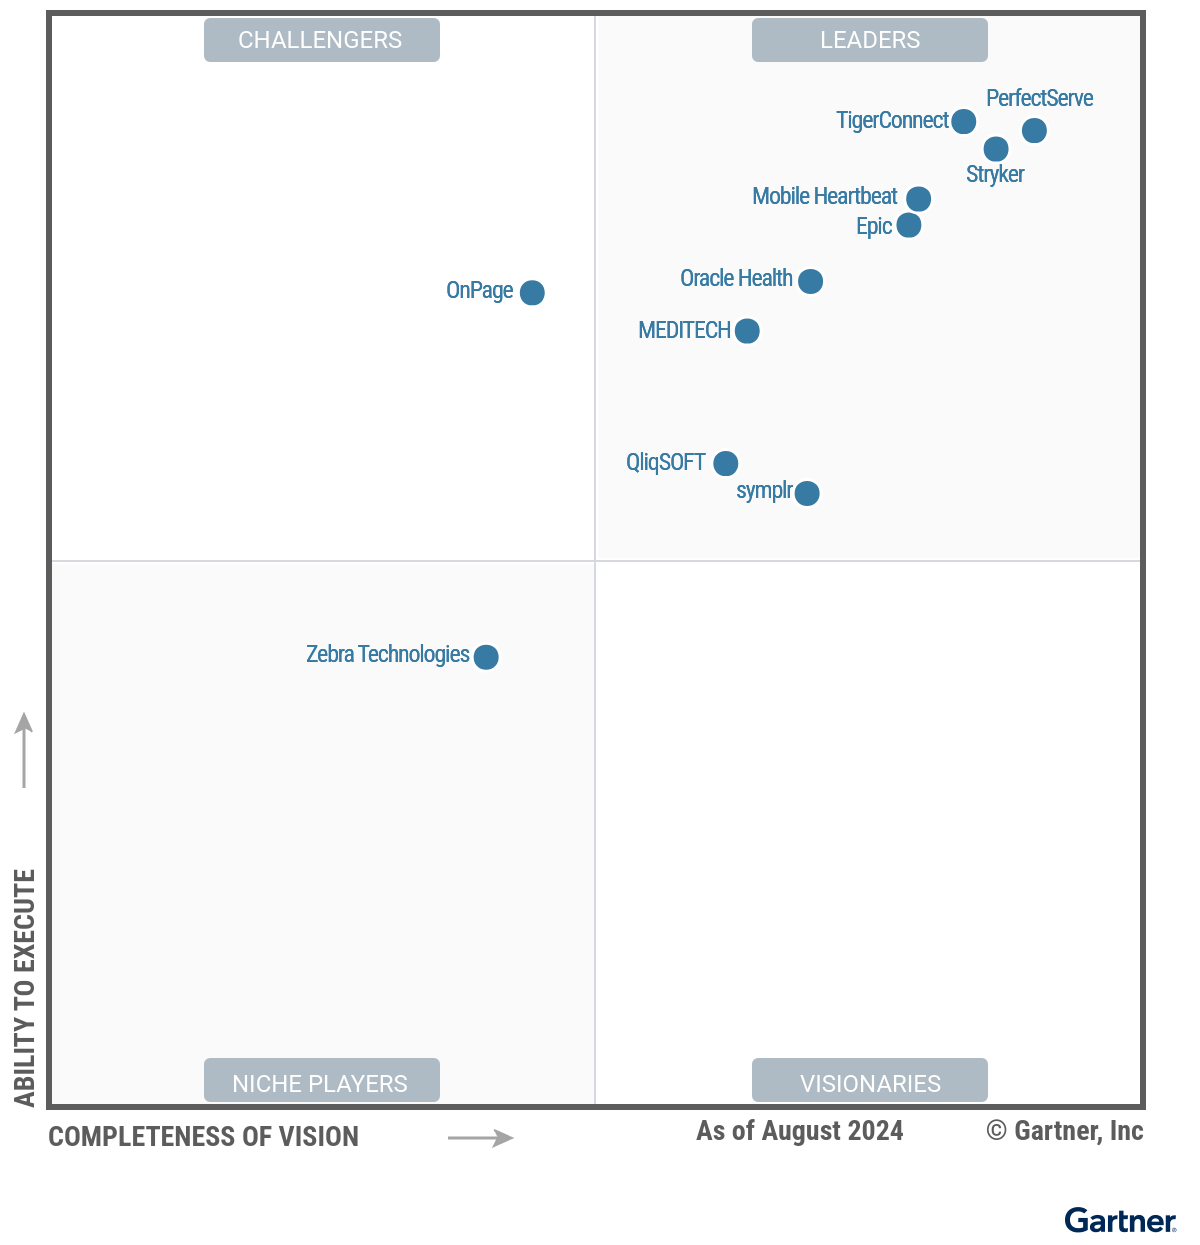 CHALLENGERS
LEADERS
PerfectServe
TigerConnect
Stryker
Mobile Heartbeat
Epic
Oracle Health
OnPage
MEDITECH
QliqSOFT
symplr
Zebra Technologies
ABILITY TO EXECUTE
NICHE PLAYERS
VISIONARIES
COMPLETENESS OF VISION
As of August 2024
© Gartner, Inc
Gartner®